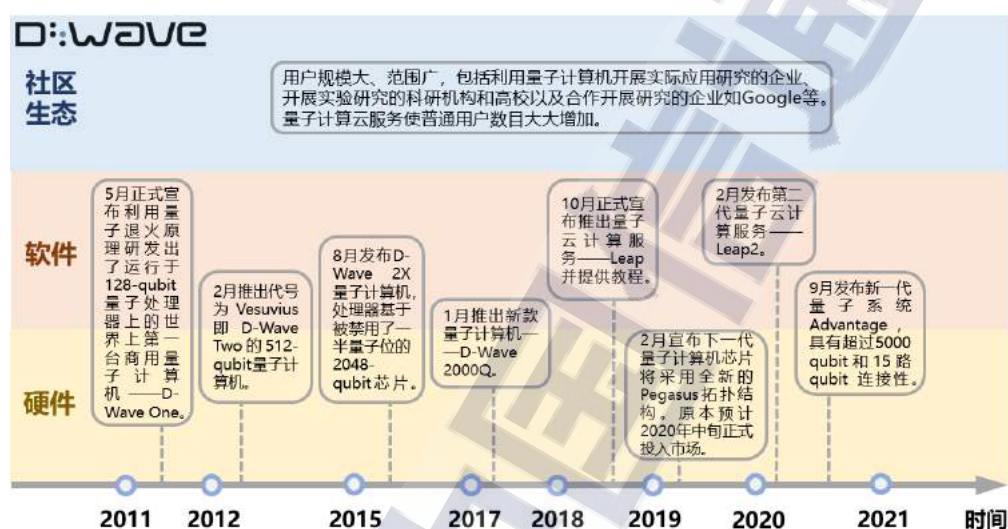 D:wave
社区
生态
用户规模大、范围广，包括利用量子计算机开展实际应用研究的企业、
开展实验研究的科研机构和高校以及合作开展研究的企业如Google等。
量子计算云服务使普通用户数目大大增加。
软件
硬件
5月正式宣
布利用量
子退火原
理研发出
了运行于
128-qubit
量子处理
器上的世
界上第一
台商用量
子计算
机——D-
Wave One。
2月推出代号
为 Vesuvius
即 D-Wave
Two 的 512-
qubit量子计
算机。
8月发布D-
Wave 2X
量子计算机，
处理器基于
被禁用了一
半量子位的
2048-
qubit芯片。
1月推出新款
量子计算机—
—D-Wave
2000Q。
10月正式宣
布推出量子
云计算服
务——Leap
并提供教程。
2月宣布下一代
量子计算机芯片
将采用全新的
Pegasus拓扑结
构。原本预计
2020年中旬正式
投入市场。
2月发布第二
代量子云计
算服务——
Leap2。
9月发布新一代
量子系统
Advantage，
具有超过5000
qubit 和 15 路
qubit 连接性。
2011 2012 2015 2017 2018 2019 2020 2021 时间